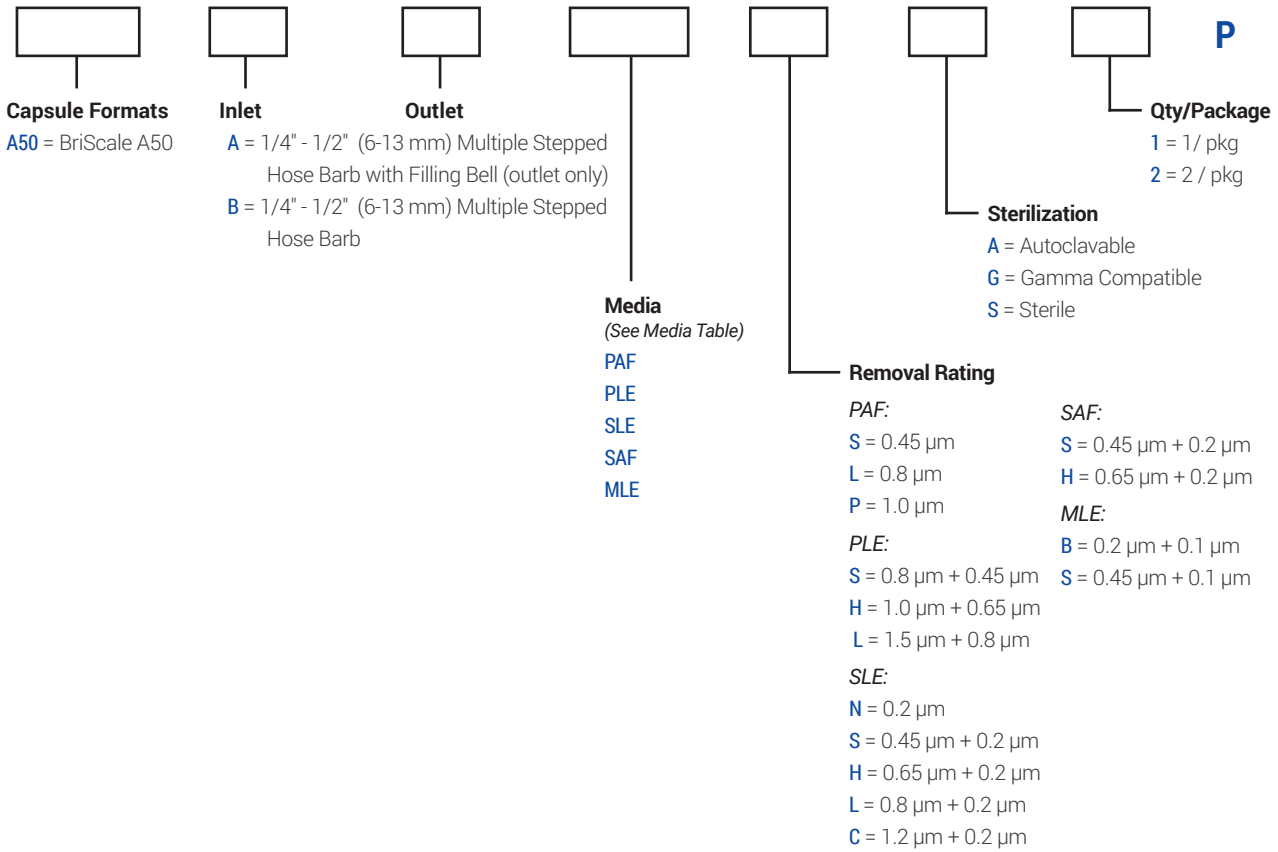 P
Capsule Formats
A50 = BriScale A50
Inlet
Outlet
A = 1/4" - 1/2" (6-13 mm) Multiple Stepped
Hose Barb with Filling Bell (outlet only)
B = 1/4" - 1/2" (6-13 mm) Multiple Stepped
Hose Barb
Media
(See Media Table)
PAF
PLE
SLE
SAF
MLE
Removal Rating
PAF:
S = 0.45 µm
L = 0.8 µm
P = 1.0 µm
PLE:
S = 0.8 µm + 0.45 µm
H = 1.0 µm + 0.65 µm
L = 1.5 µm + 0.8 µm
SLE:
N = 0.2 µm
S = 0.45 µm + 0.2 µm
H = 0.65 µm + 0.2 µm
L = 0.8 µm + 0.2 µm
C = 1.2 µm + 0.2 µm
SAF:
S = 0.45 µm + 0.2 µm
H = 0.65 µm + 0.2 µm
MLE:
B = 0.2 µm + 0.1 µm
S = 0.45 µm + 0.1 µm
Sterilization
A = Autoclavable
G = Gamma Compatible
S = Sterile
Qty/Package
1 = 1/ pkg
2 = 2 / pkg